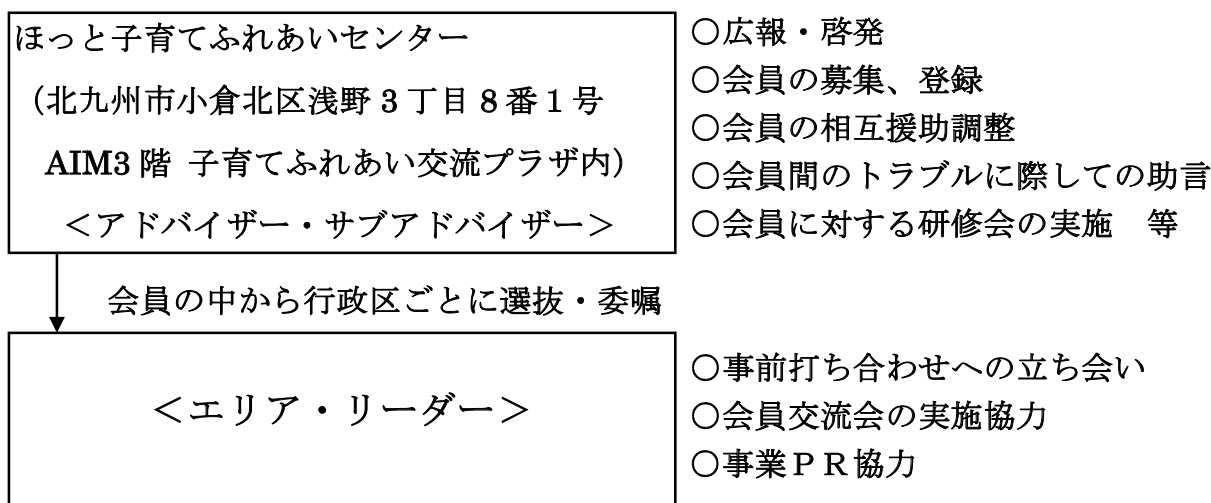 ほっと子育てふれあいセンター
(北九州市小倉北区浅野3丁目8番1号
AIM3階 子育てふれあい交流プラザ内)
<アドバイザー・サブアドバイザー>
○広報・啓発
○会員の募集、登録
○会員の相互援助調整
○会員間のトラブルに際しての助言
○会員に対する研修会の実施　等
会員の中から行政区ごとに選抜・委嘱
<エリア・リーダー>
○事前打ち合わせへの立ち会い
○会員交流会の実施協力
○事業PR協力